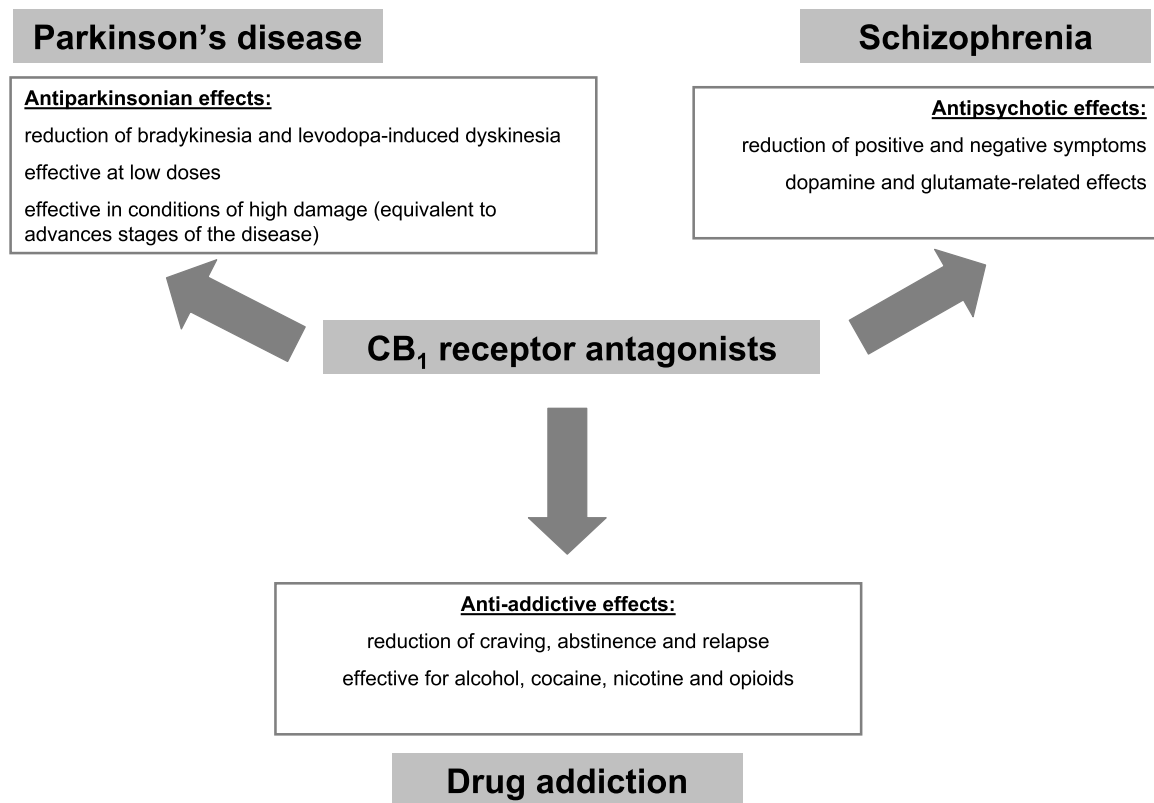 Parkinson's disease
Antiparkinsonian effects:
reduction of bradykinesia and levodopa-induced dyskinesia
effective at low doses
effective in conditions of high damage (equivalent to
advances stages of the disease)
Schizophrenia
Antipsychotic effects:
reduction of positive and negative symptoms
dopamine and glutamate-related effects
CB₁ receptor antagonists
Anti-addictive effects:
reduction of craving, abstinence and relapse
effective for alcohol, cocaine, nicotine and opioids
Drug addiction